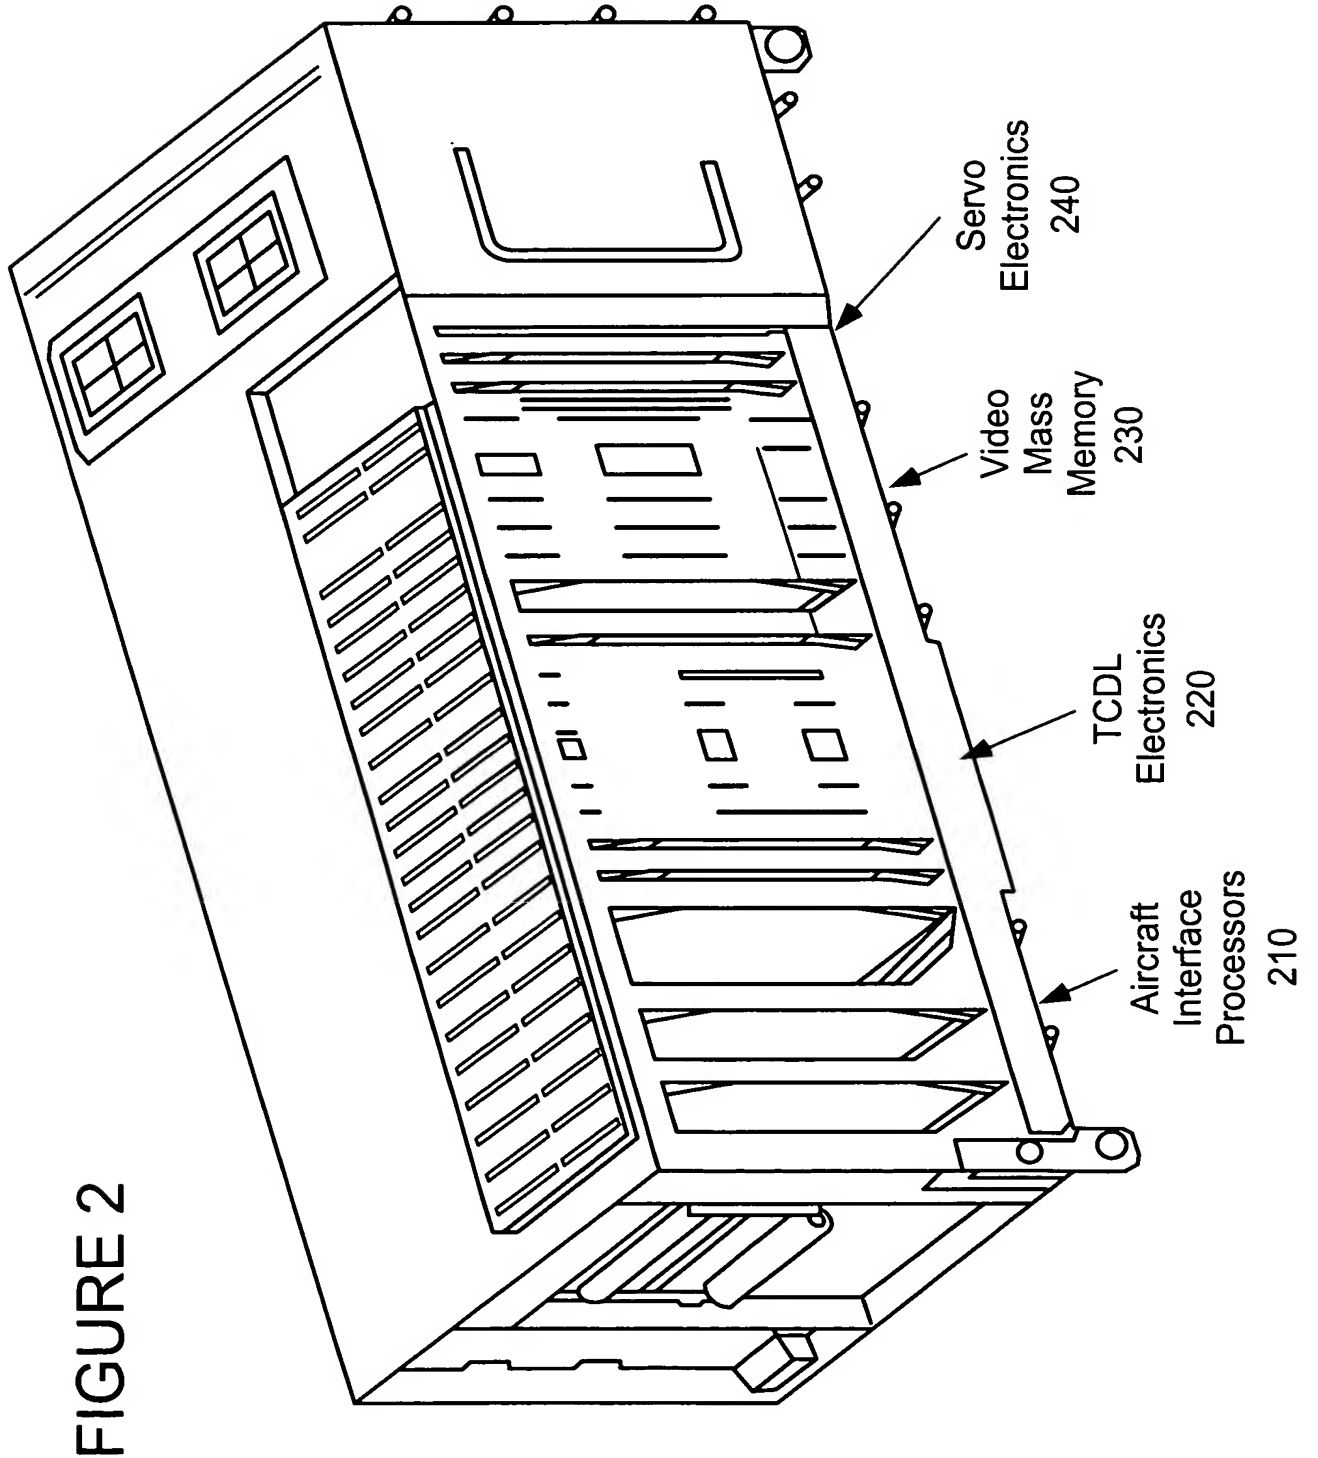 FIGURE 2
Aircraft
Interface
Processors
210
TCDL
Electronics
220
Video
Mass
Memory
230
Servo
Electronics
240